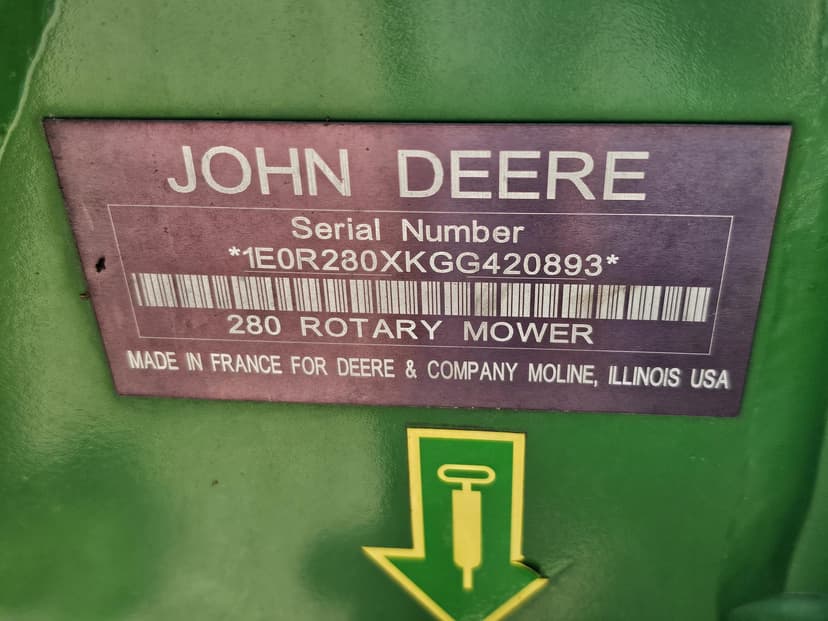 JOHN DEERE
Serial Number
*1E0R280XKGG420893*
280 ROTARY MOWER
MADE IN FRANCE FOR DEERE & COMPANY MOLINE, ILLINOIS USA